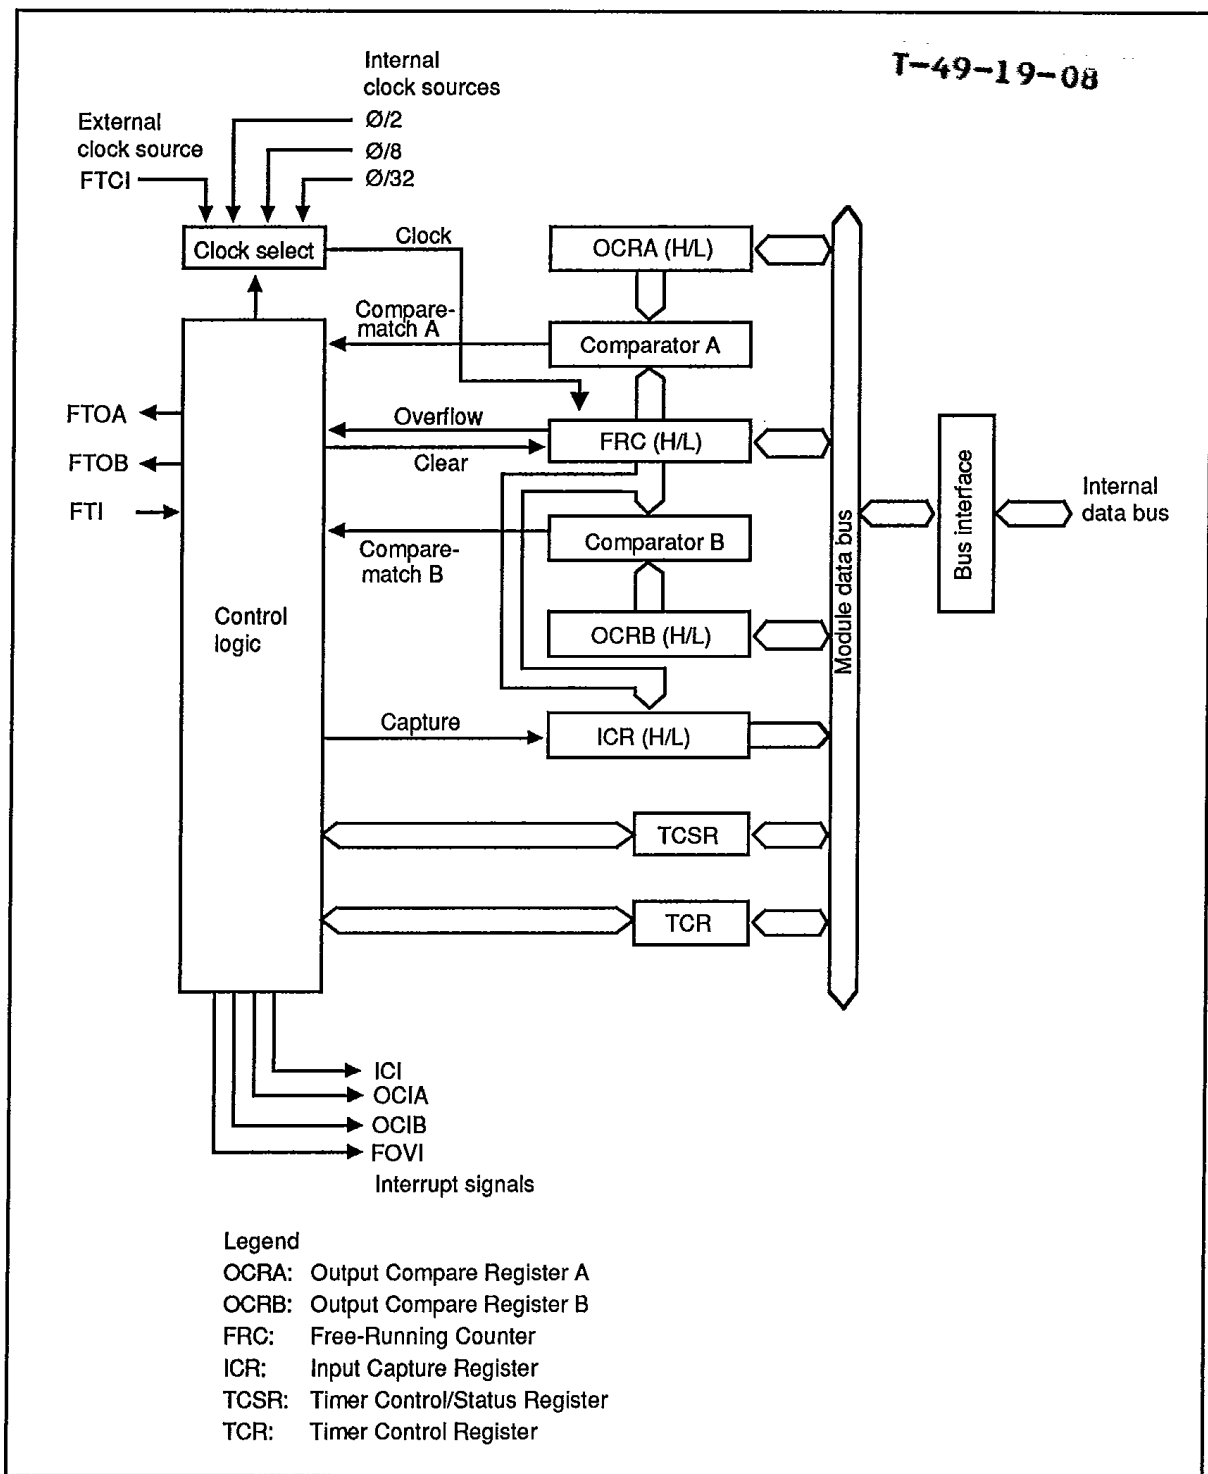 T-49-19-08
Internal
clock sources
External
clock source
Ø/2
Ø/8
FTCI
Ø/32
Clock select
Clock
OCRA (H/L)
Compare-
match A
Comparator A
FTOA
Overflow
FRC (H/L)
FTOB
Clear
FTI
Compare-
match B
Comparator B
Control
logic
OCRB (H/L)
Module data bus
Bus interface
Internal
data bus
Capture
ICR (H/L)
TCSR
TCR
ICI
OCIA
OCIB
FOVI
Interrupt signals
Legend
OCRA: Output Compare Register A
OCRB: Output Compare Register B
FRC: Free-Running Counter
ICR: Input Capture Register
TCSR: Timer Control/Status Register
TCR: Timer Control Register